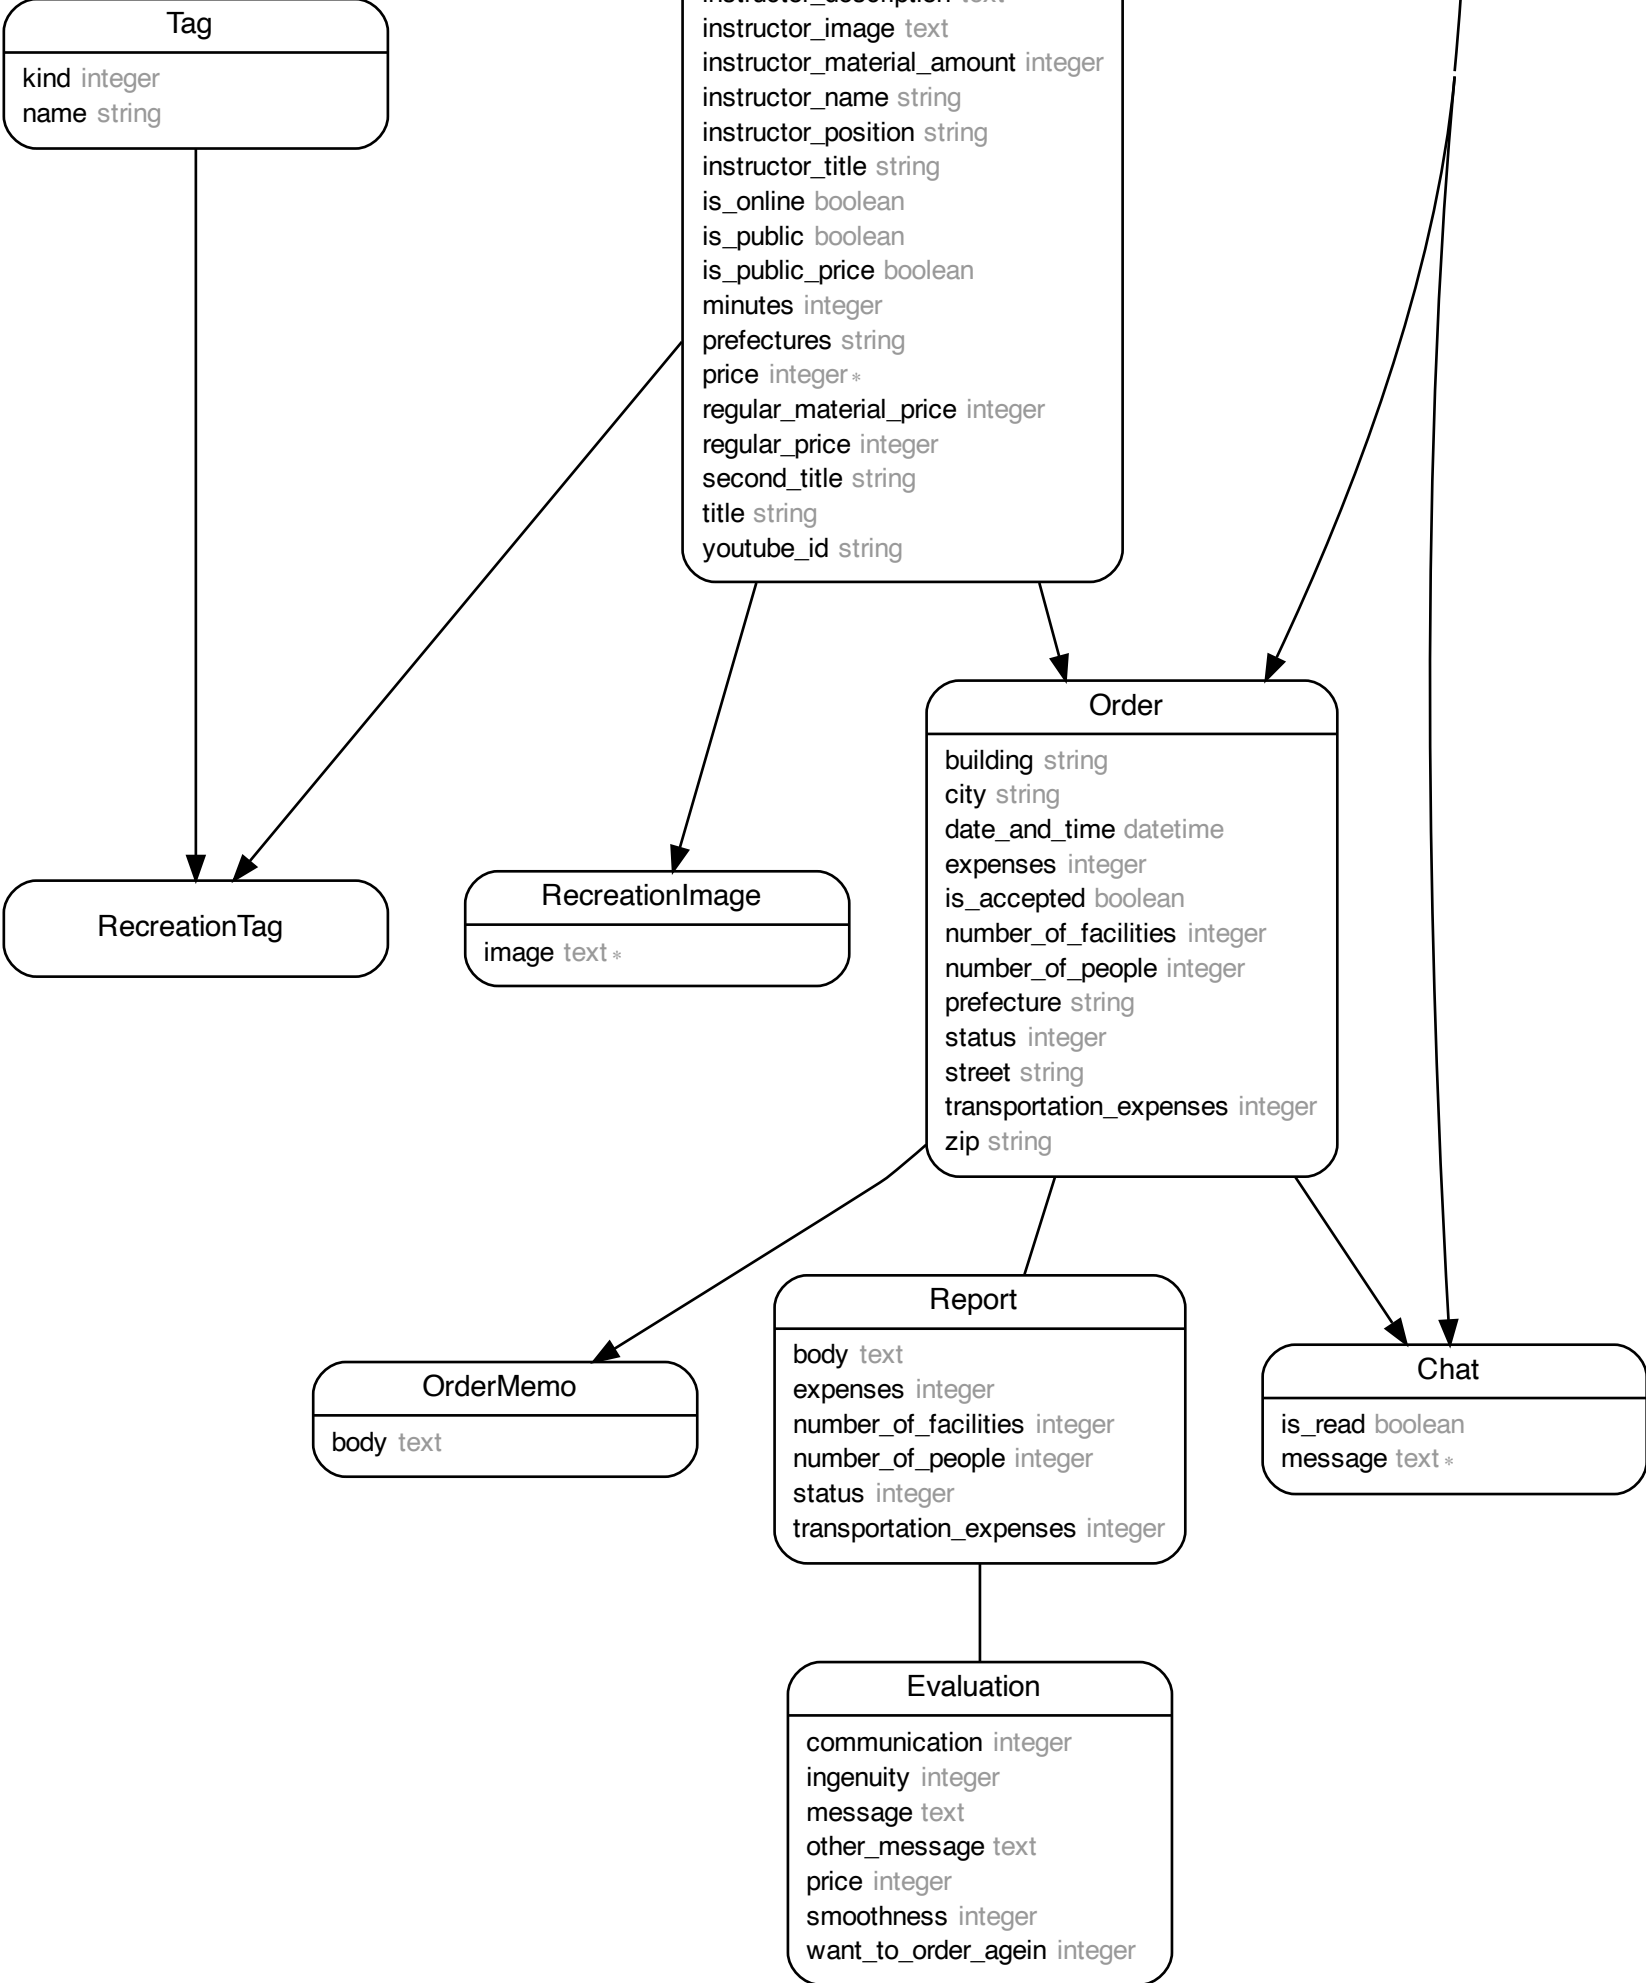 Tag
kind integer
name string
instructor_description text
instructor_image text
instructor_material_amount integer
instructor_name string
instructor_position string
instructor_title string
is_online boolean
is_public boolean
is_public_price boolean
minutes integer
prefectures string
price integer*
regular_material_price integer
regular_price integer
second_title string
title string
youtube_id string
Order
building string
city string
date_and_time datetime
expenses integer
is_accepted boolean
number_of_facilities integer
number_of_people integer
prefecture string
status integer
street string
transportation_expenses integer
zip string
RecreationTag
RecreationImage
image text*
OrderMemo
body text
Report
body text
expenses integer
number_of_facilities integer
number_of_people integer
status integer
transportation_expenses integer
Chat
is_read boolean
message text*
Evaluation
communication integer
ingenuity integer
message text
other_message text
price integer
smoothness integer
want_to_order_agein integer